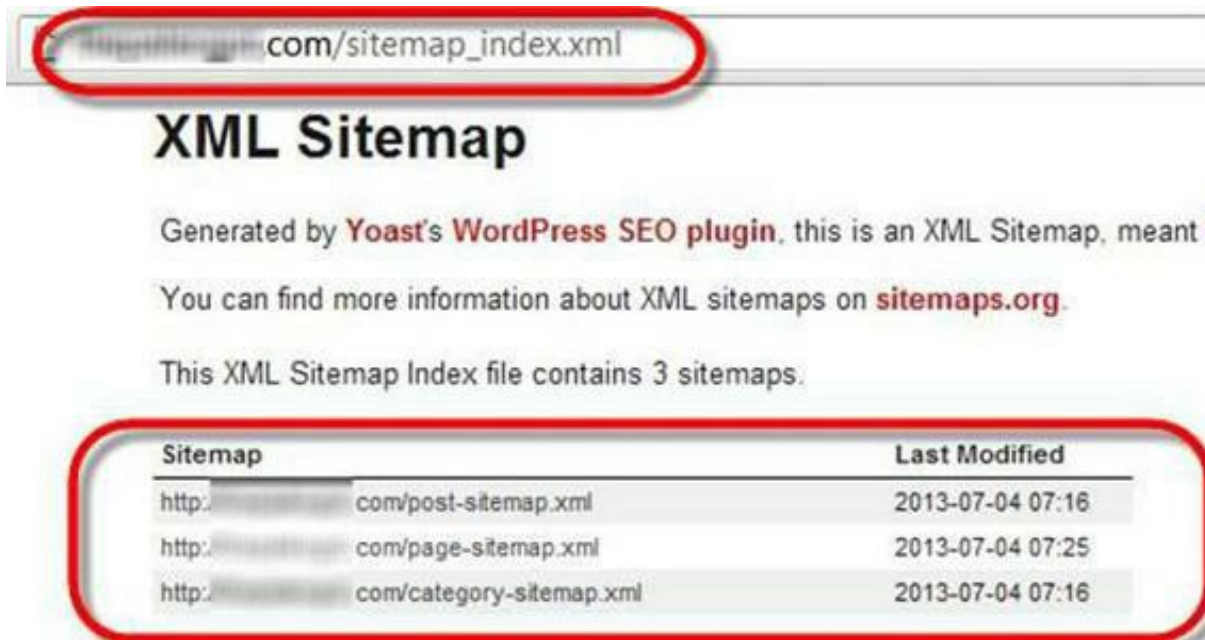 com/sitemap_index.xml
XML Sitemap
Generated by Yoast's WordPress SEO plugin, this is an XML Sitemap, meant
You can find more information about XML sitemaps on sitemaps.org.
This XML Sitemap Index file contains 3 sitemaps.
Sitemap Last Modified
http:/ com/post-sitemap.xml 2013-07-04 07:16
http:/ com/page-sitemap.xml 2013-07-04 07:25
http:/ com/category-sitemap.xml 2013-07-04 07:16